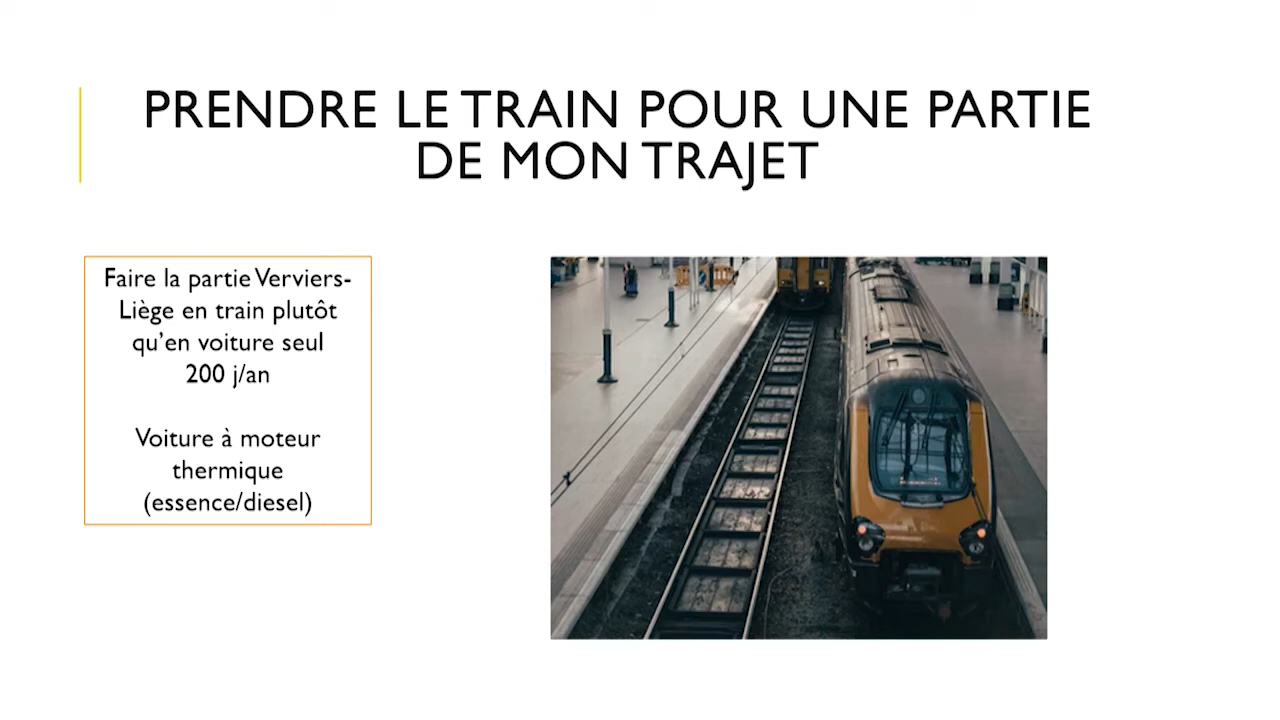 PRENDRE LE TRAIN POUR UNE PARTIE
DE MON TRAJET
Faire la partie Verviers-
Liège en train plutôt
qu’en voiture seul
200 j/an
Voiture à moteur
thermique
(essence/diesel)